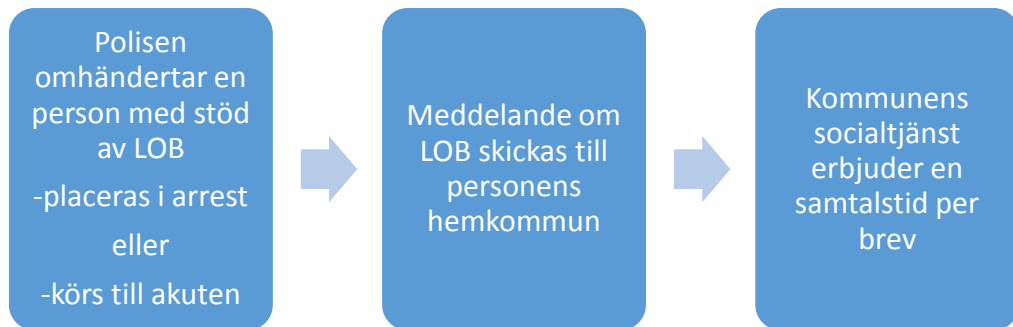 Polisen
omhändertar en
person med stöd
av LOB
-placeras i arrest
eller
-körs till akuten
Meddelande om
LOB skickas till
personens
hemkommun
Kommunens
socialtjänst
erbjuder en
samtalstid per
brev